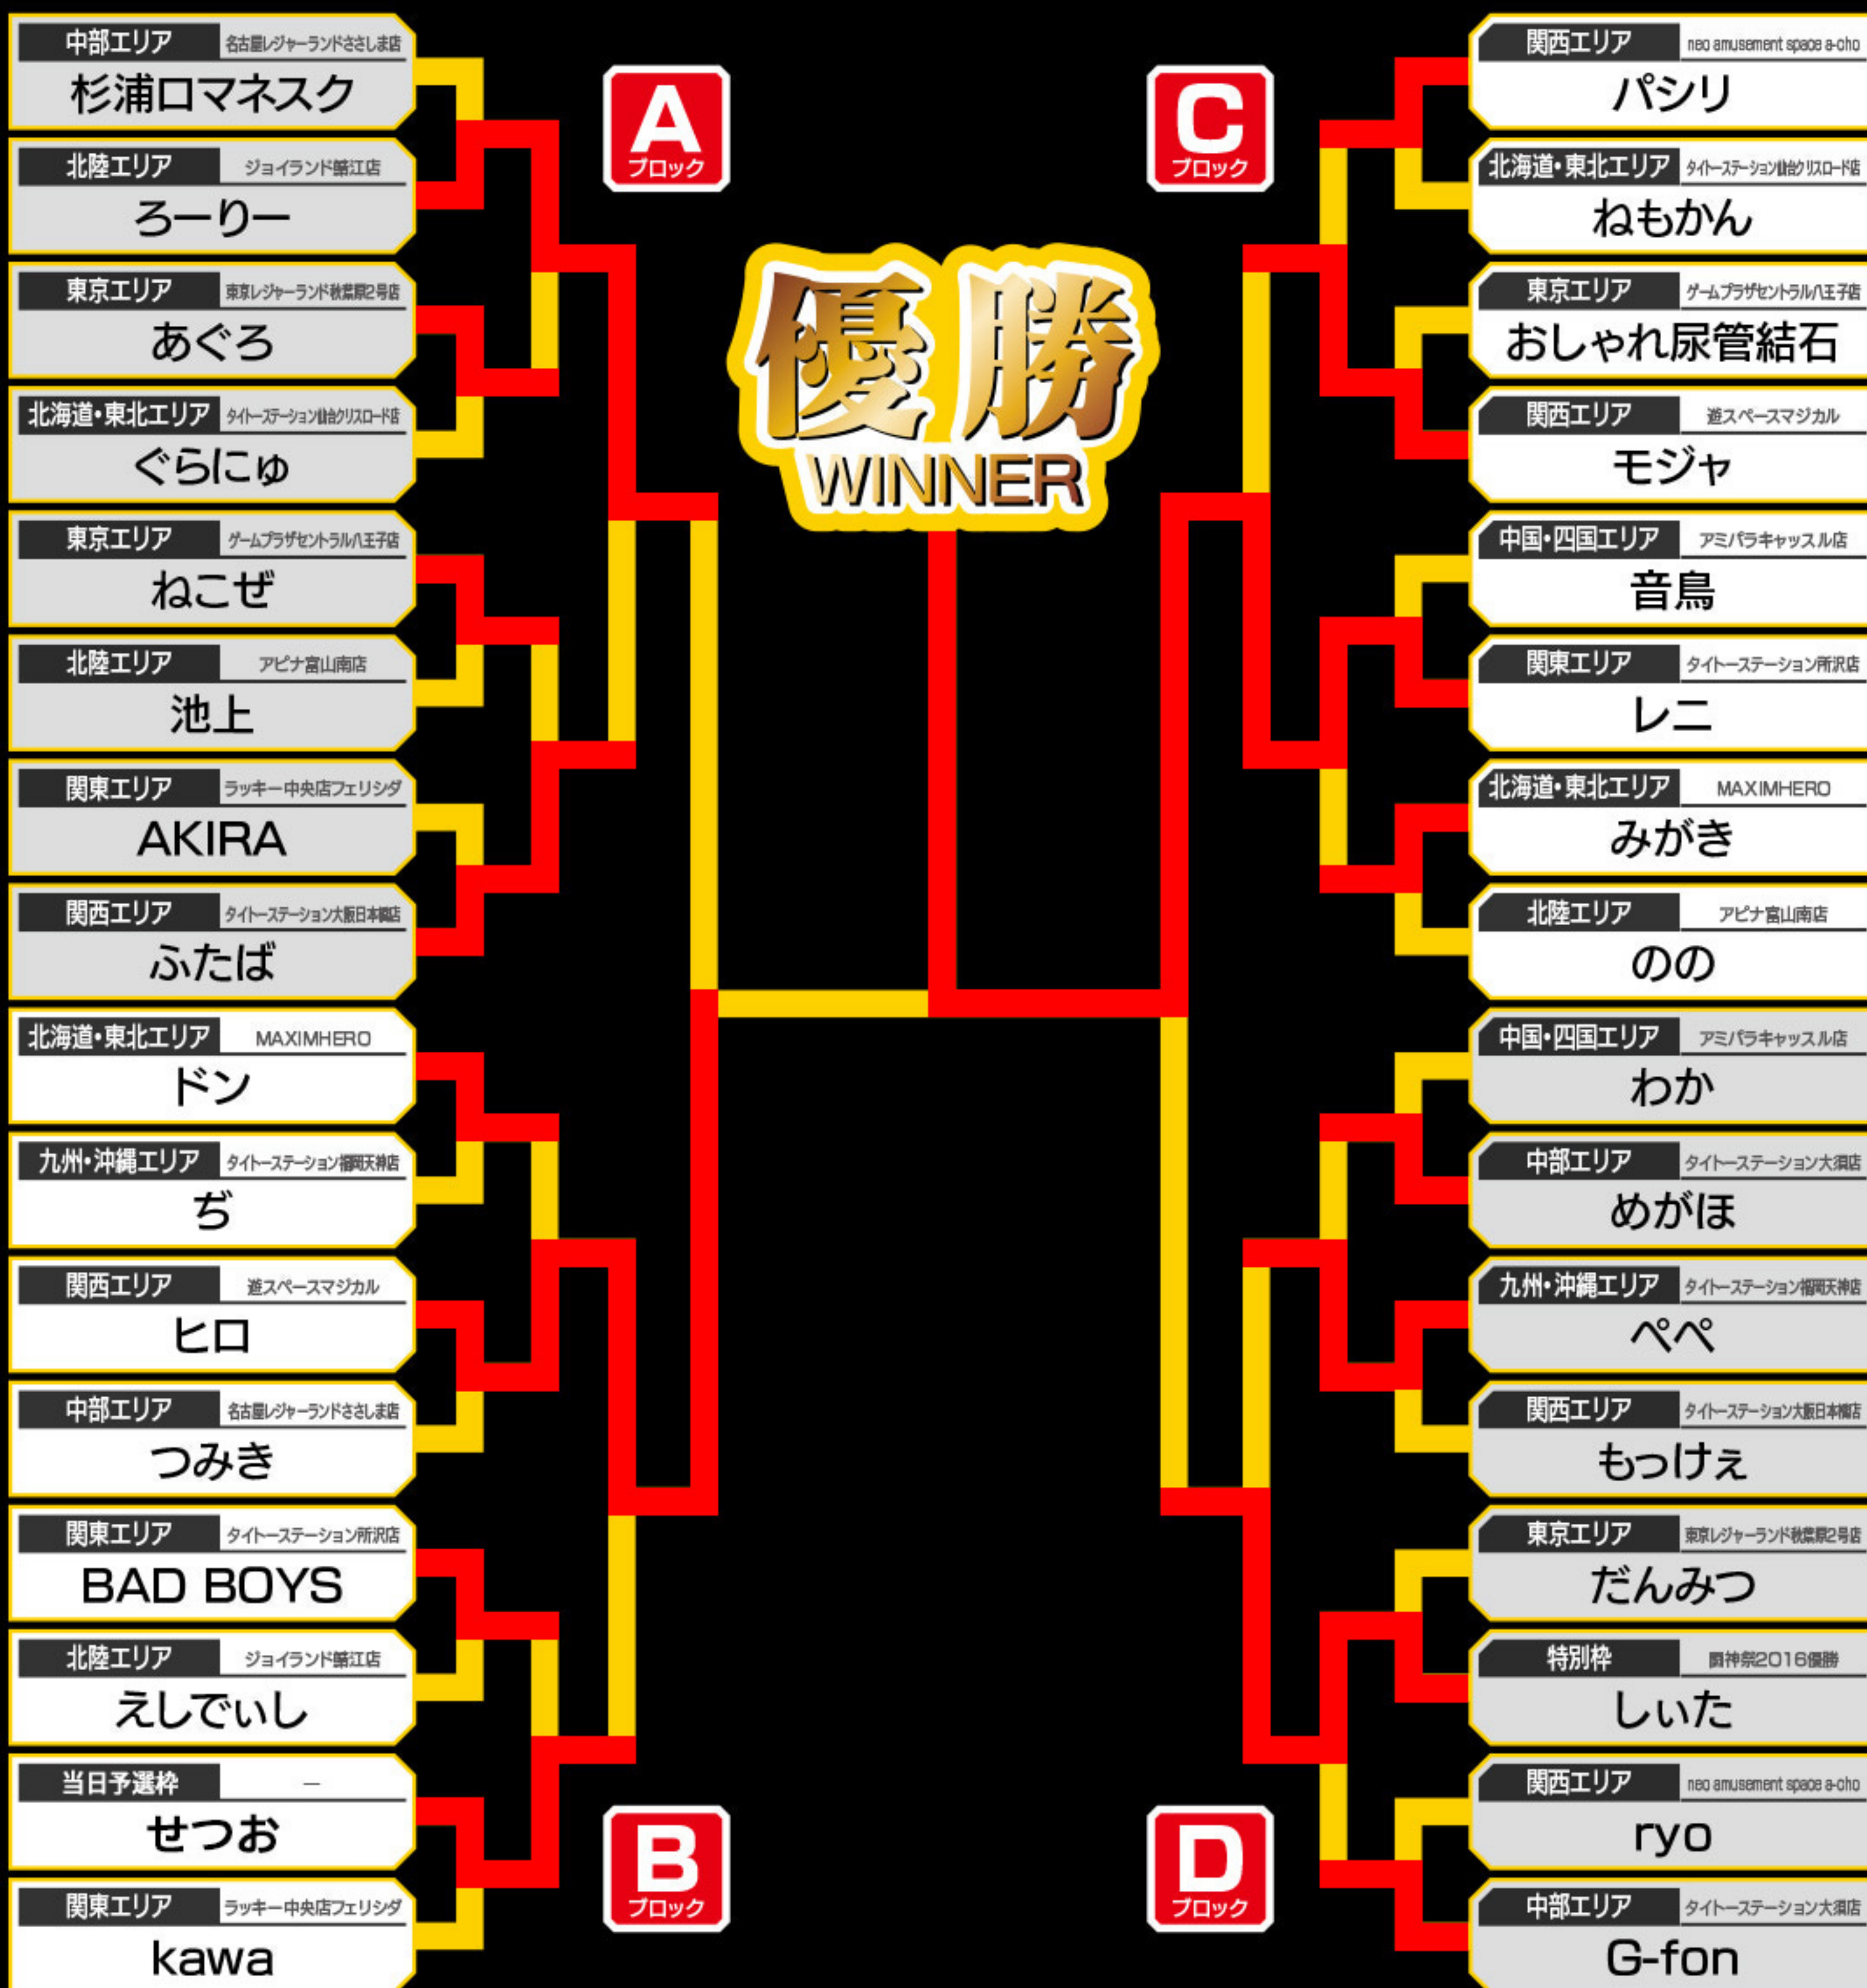 中部エリア 名古屋レジャーランドささしま店
杉浦ロマネスク
北陸エリア ジョイランド鯖江店
ろーりー
東京エリア 東京レジャーランド秋葉原2号店
あぐろ
北海道・東北エリア タイトーステーション仙台クリスロード店
ぐらにゅ
東京エリア ゲームプラザセントラル八王子店
ねこぜ
北陸エリア アピナ富山南店
池上
関東エリア ラッキー中央店フェリシダ
AKIRA
関西エリア タイトーステーション大阪日本橋店
ふたば
北海道・東北エリア MAXIMHERO
ドン
九州・沖縄エリア タイトーステーション福岡天神店
ぢ
関西エリア 遊スペースマジカル
ヒロ
中部エリア 名古屋レジャーランドささしま店
つみき
関東エリア タイトーステーション所沢店
BAD BOYS
北陸エリア ジョイランド鯖江店
えしでぃし
当日予選枠 —
せつお
関東エリア ラッキー中央店フェリシダ
kawa
A
ブロック
B
ブロック
優勝
WINNER
C
ブロック
D
ブロック
関西エリア neo amusement space a-cho
パシリ
北海道・東北エリア タイトーステーション仙台クリスロード店
ねもかん
東京エリア ゲームプラザセントラル八王子店
おしゃれ尿管結石
関西エリア 遊スペースマジカル
モジャ
中国・四国エリア アミパラキャッスル店
音鳥
関東エリア タイトーステーション所沢店
レニ
北海道・東北エリア MAXIMHERO
みがき
北陸エリア アピナ富山南店
のの
中国・四国エリア アミパラキャッスル店
わか
中部エリア タイトーステーション大須店
めがほ
九州・沖縄エリア タイトーステーション福岡天神店
ぺぺ
関西エリア タイトーステーション大阪日本橋店
もっけぇ
東京エリア 東京レジャーランド秋葉原2号店
だんみつ
特別枠 闘神祭2016優勝
しぃた
関西エリア neo amusement space a-cho
ryo
中部エリア タイトーステーション大須店
G-fon